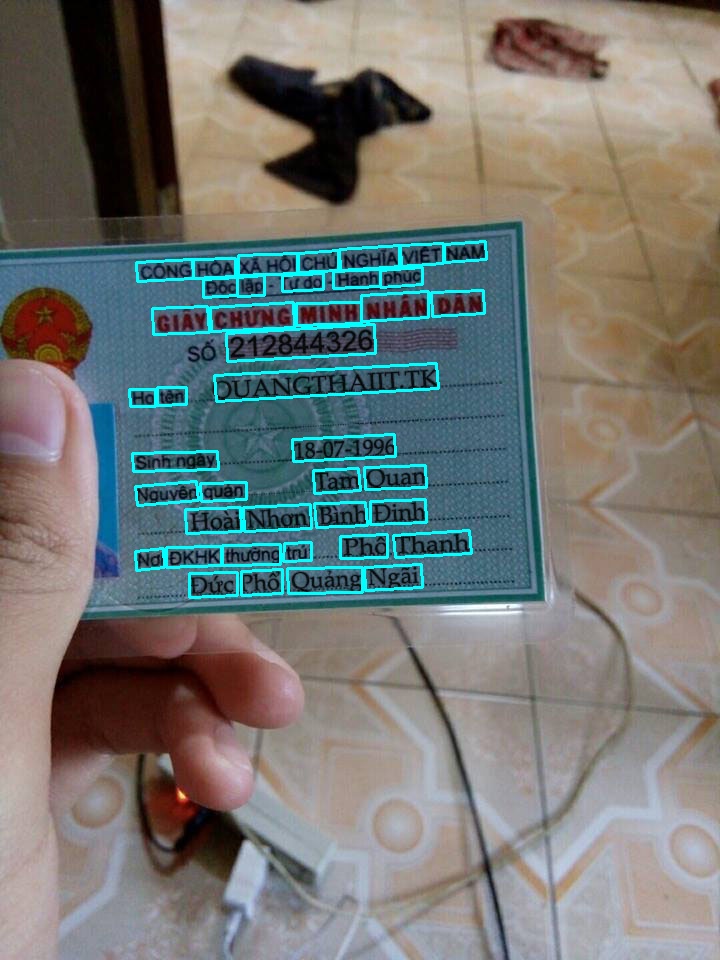 CỘNG HÒA XÃ HỘI CHỦ NGHĨA VIỆT NAM
Độc lập - Tự do - Hạnh phúc
GIẤY CHỨNG MINH NHÂN DÂN
SỐ 212844326
Họ tên QUANGTHAIIT.TK
Sinh ngày 18-07-1996
Nguyên quán Tam Quan
Hoài Nhơn Bình Định
Nơi ĐKHK thường trú Phổ Thạnh
Đức Phổ Quảng Ngãi